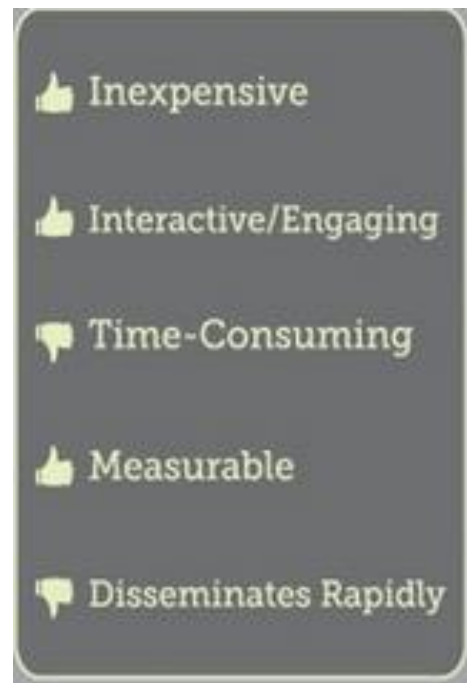 Inexpensive
Interactive/Engaging
Time-Consuming
Measurable
Disseminates Rapidly